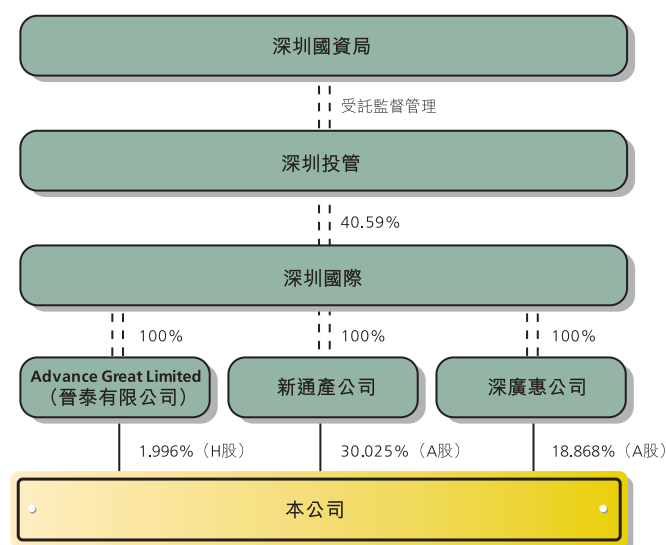 深圳國資局
受託監督管理
深圳投管
40.59%
深圳國際
100%
100%
100%
Advance Great Limited
（晉泰有限公司）
新通產公司
深廣惠公司
1.996%（H股）
30.025%（A股）
18.868%（A股）
本公司